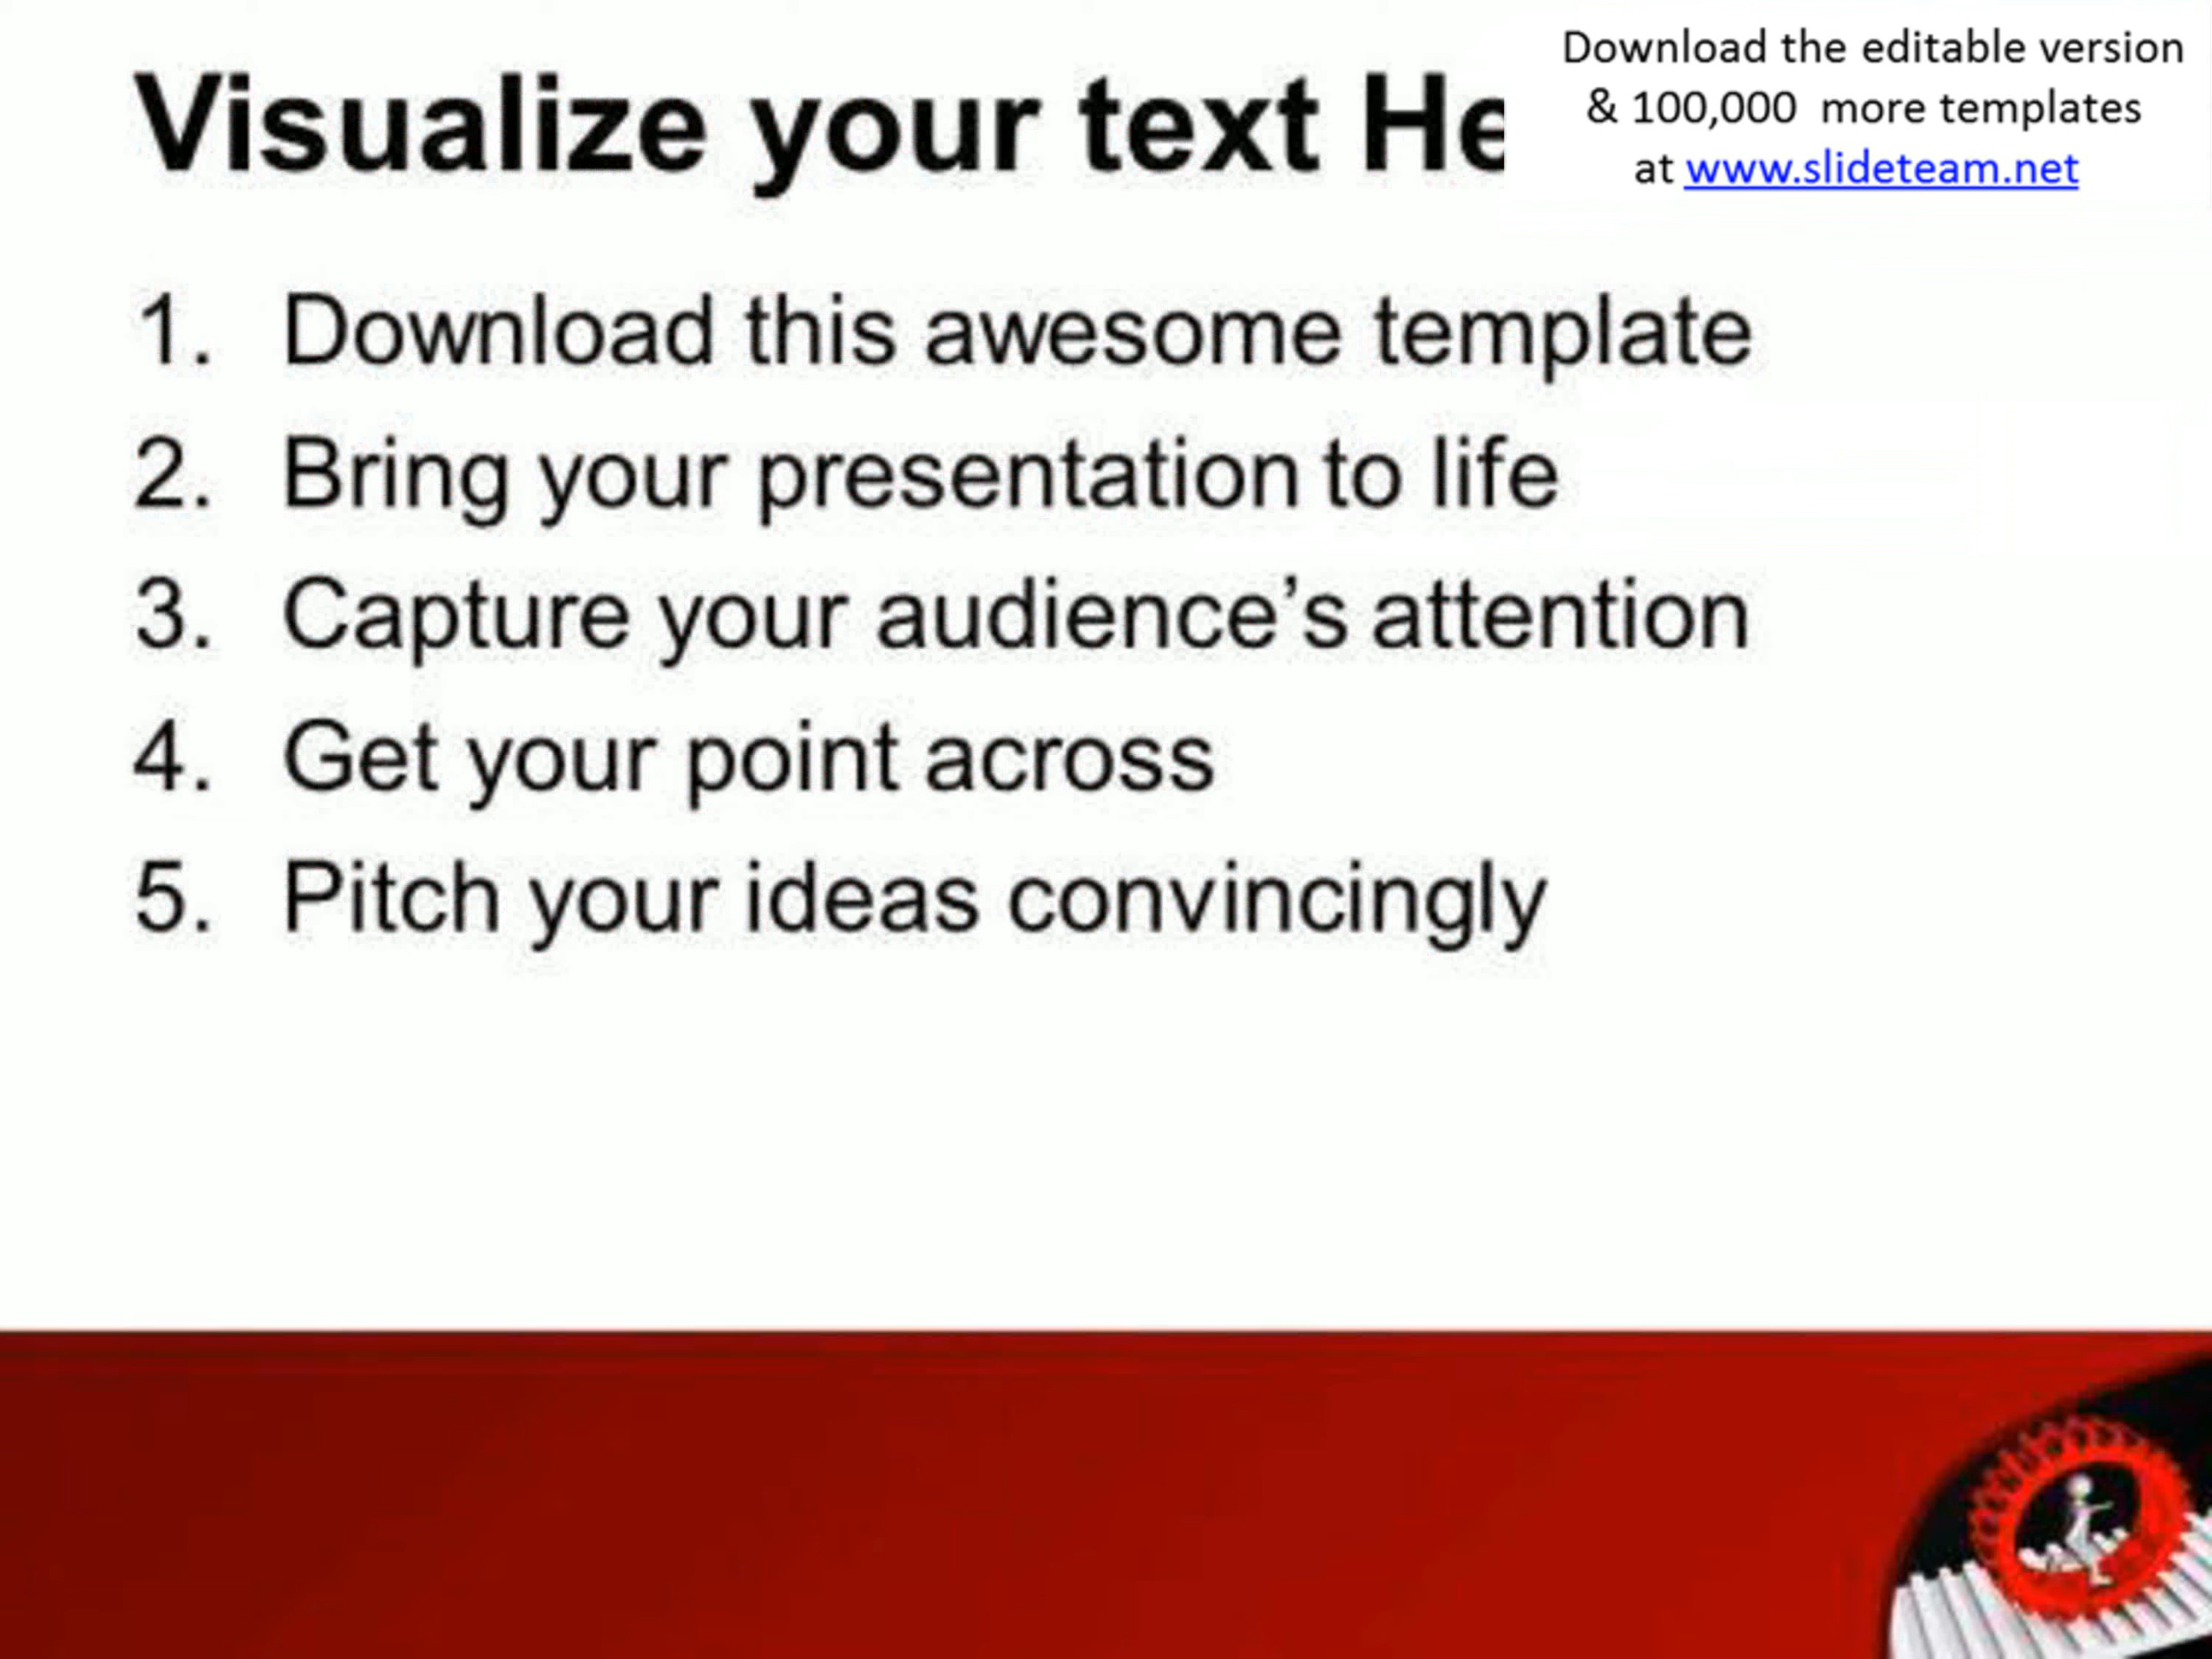 Visualize your text He
Download the editable version
& 100,000 more templates
at www.slideteam.net
1. Download this awesome template
2. Bring your presentation to life
3. Capture your audience’s attention
4. Get your point across
5. Pitch your ideas convincingly